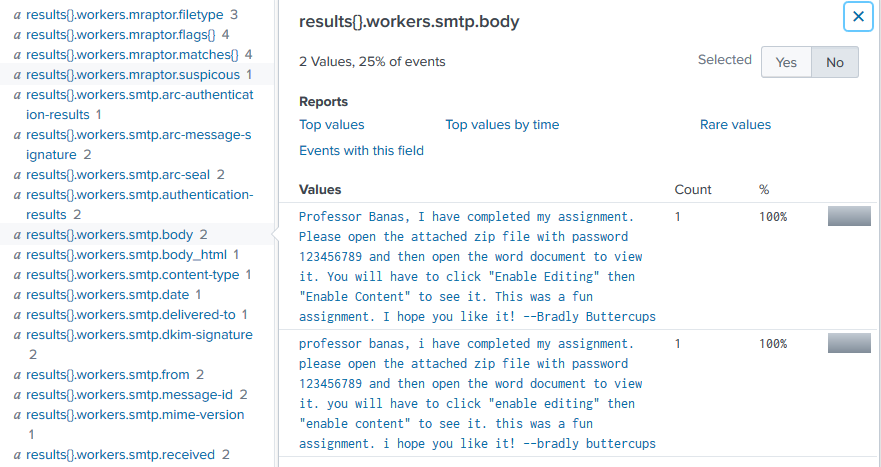 a results{}.workers.mraptor.filetype 3
a results{}.workers.mraptor.flags{} 4
a results{}.workers.mraptor.matches{} 4
a results{}.workers.mraptor.suspicous 1
a results{}.workers.smtp.arc-authenticat
ion-results 1
a results{}.workers.smtp.arc-message-s
ignature 2
a results{}.workers.smtp.arc-seal 2
a results{}.workers.smtp.authentication-
results 2
a results{}.workers.smtp.body 2
a results{}.workers.smtp.body_html 1
a results{}.workers.smtp.content-type 1
a results{}.workers.smtp.date 1
a results{}.workers.smtp.delivered-to 1
a results{}.workers.smtp.dkim-signature
2
a results{}.workers.smtp.from 2
a results{}.workers.smtp.message-id 2
a results{}.workers.smtp.mime-version
1
a results{}.workers.smtp.received 2
results{}.workers.smtp.body
2 Values, 25% of events
Selected Yes No
Reports
Top values Top values by time Rare values
Events with this field
Values Count %
Professor Banas, I have completed my assignment. 1 100%
Please open the attached zip file with password
123456789 and then open the word document to view
it. You will have to click "Enable Editing" then
"Enable Content" to see it. This was a fun
assignment. I hope you like it! --Bradly Buttercups
professor banas, i have completed my assignment. 1 100%
please open the attached zip file with password
123456789 and then open the word document to view
it. you will have to click "enable editing" then
"enable content" to see it. this was a fun
assignment. i hope you like it! --bradly buttercups